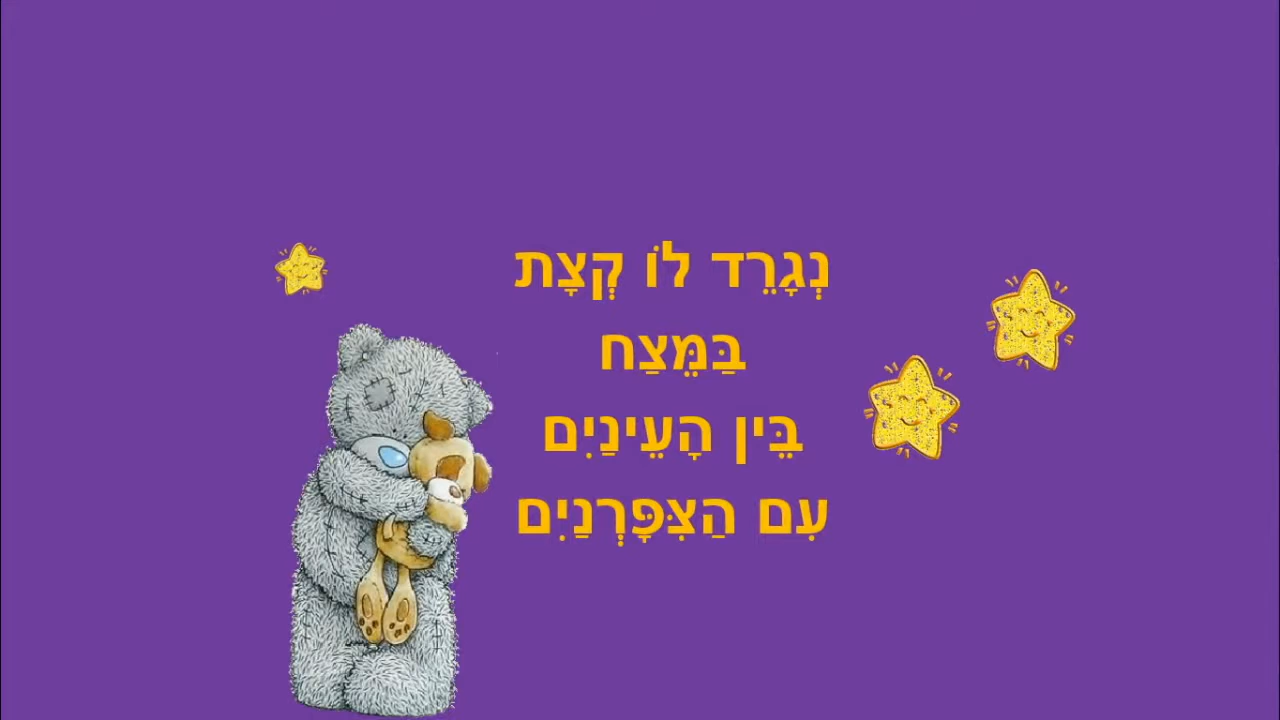 נְגָרֵד לוֹ קְצָת
בַּמֵּצַח
בֵּין הָעֵינַיִם
עִם הַצִּפָּרְנַיִם